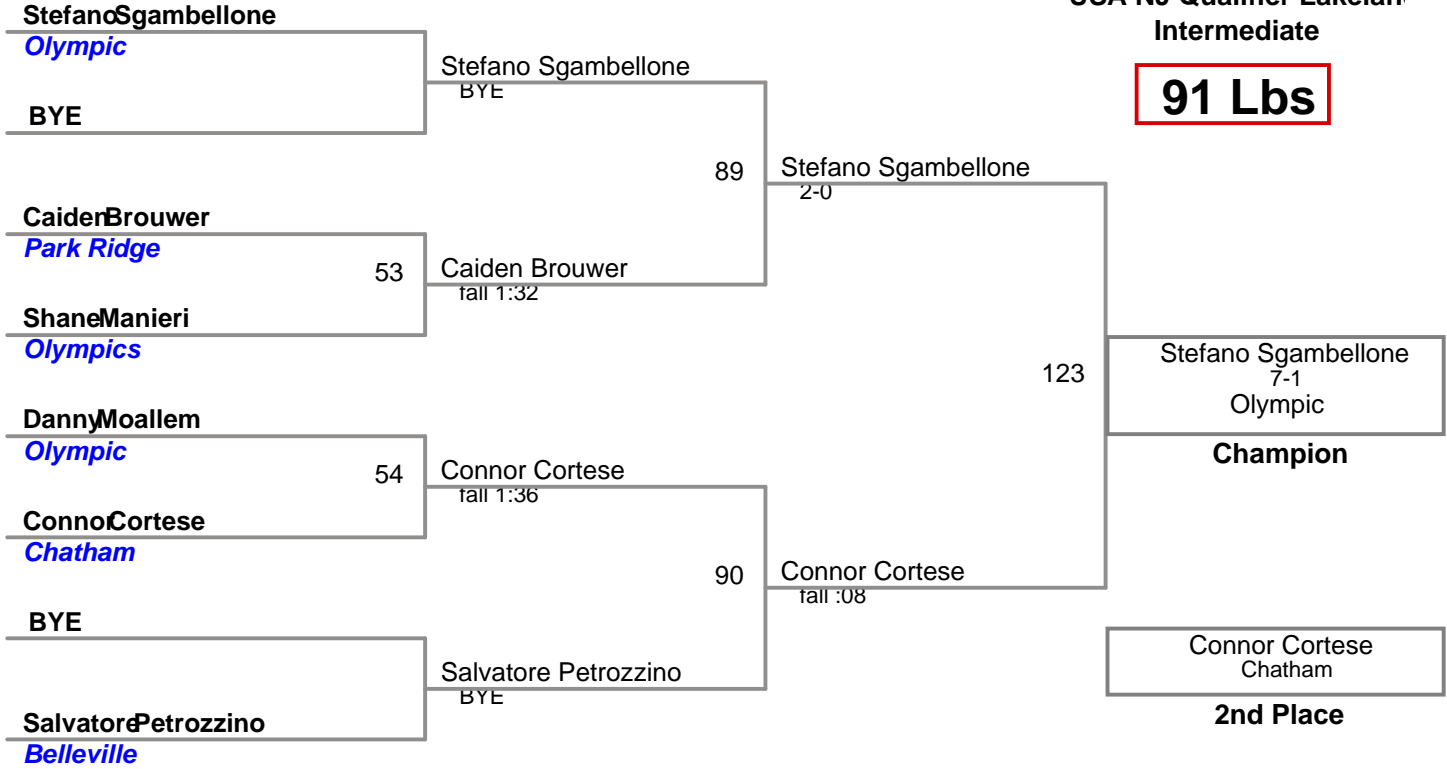 USA NJ Qualifier
Intermediate
91 Lbs
StefanoSgambellone
Olympic
BYE
CaidenBrouwer
Park Ridge
53
ShaneManieri
Olympics
DannyMoallem
Olympic
54
ConnorCortese
Chatham
BYE
SalvatorePetrozzino
Belleville
Stefano Sgambellone
BYE
89
Caiden Brouwer
fall 1:32
Connor Cortese
fall 1:36
90
Salvatore Petrozzino
BYE
Stefano Sgambellone
2-0
123
Connor Cortese
fall :08
Stefano Sgambellone
7-1
Olympic
Champion
Connor Cortese
Chatham
2nd Place